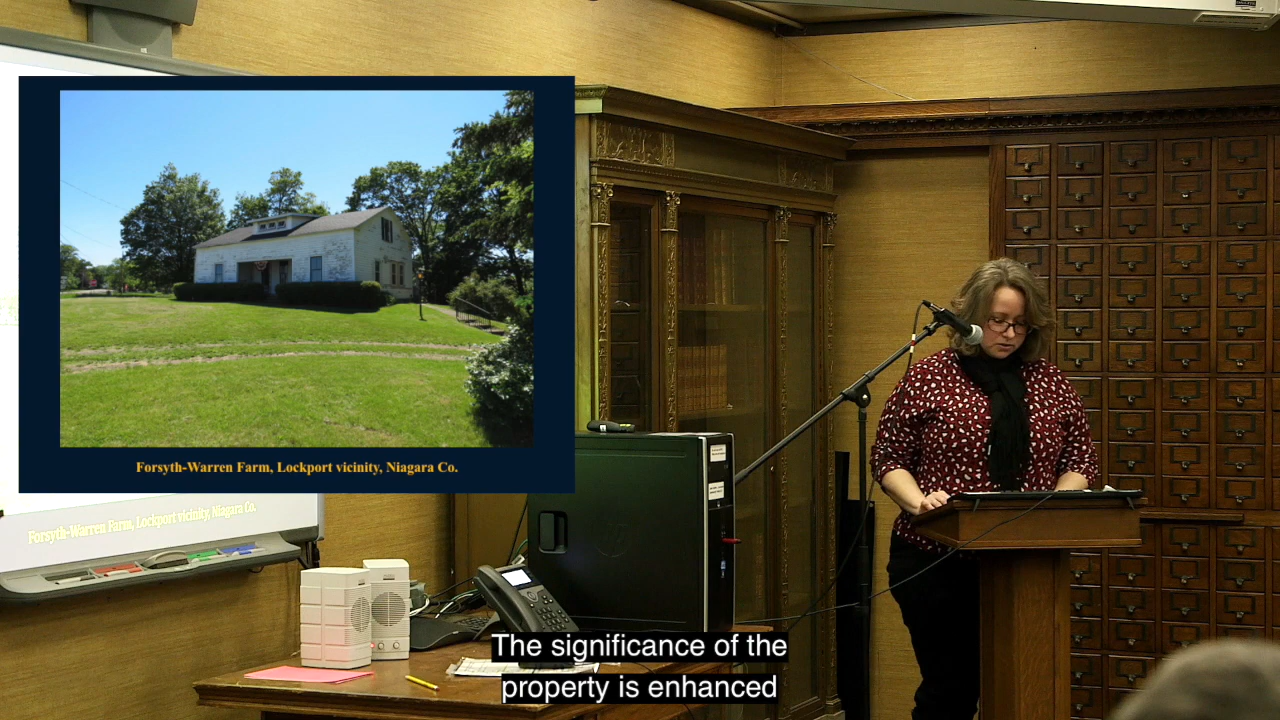 Forsyth-Warren Farm, Lockport vicinity, Niagara Co.
Forsyth-Warren Farm, Lockport vicinity, Niagara Co.
hp
The significance of the
property is enhanced